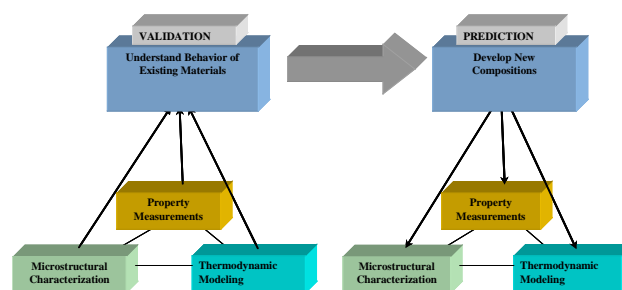 VALIDATION
Understand Behavior of
Existing Materials
Property
Measurements
Microstructural
Characterization
Thermodynamic
Modeling
PREDICTION
Develop New
Compositions
Property
Measurements
Microstructural
Characterization
Thermodynamic
Modeling